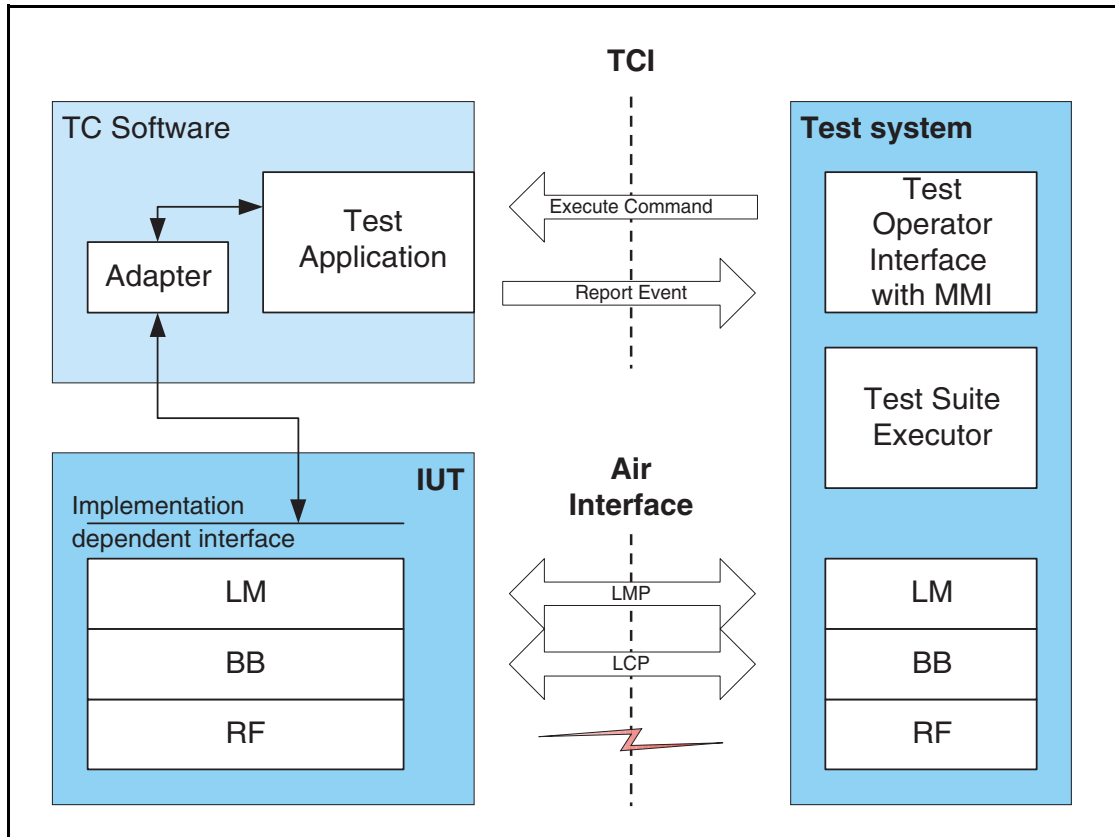 TCI
TC Software
Test
Application
Adapter
Execute Command
Report Event
Test system
Test
Operator
Interface
with MMI
Test Suite
Executor
IUT
Implementation
dependent interface
LM
BB
RF
Air
Interface
LMP
LCP
LM
BB
RF